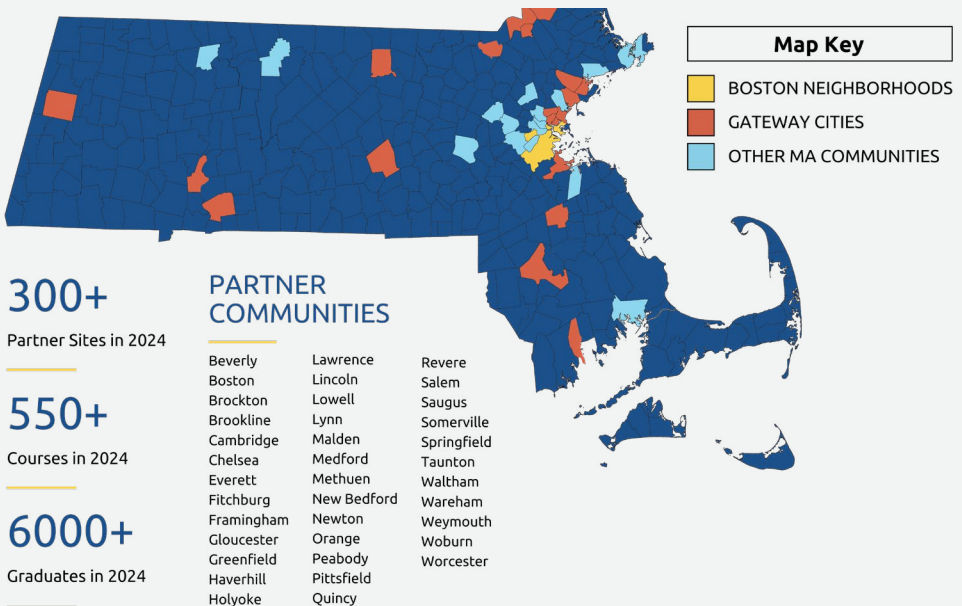 Map Key
BOSTON NEIGHBORHOODS
GATEWAY CITIES
OTHER MA COMMUNITIES
300+
Partner Sites in 2024
550+
Courses in 2024
6000+
Graduates in 2024
PARTNER
COMMUNITIES
Beverly
Boston
Brockton
Brookline
Cambridge
Chelsea
Everett
Fitchburg
Framingham
Gloucester
Greenfield
Haverhill
Holyoke
Lawrence
Lincoln
Lowell
Lynn
Malden
Medford
Methuen
New Bedford
Newton
Orange
Peabody
Pittsfield
Quincy
Revere
Salem
Saugus
Somerville
Springfield
Taunton
Waltham
Wareham
Weymouth
Woburn
Worcester